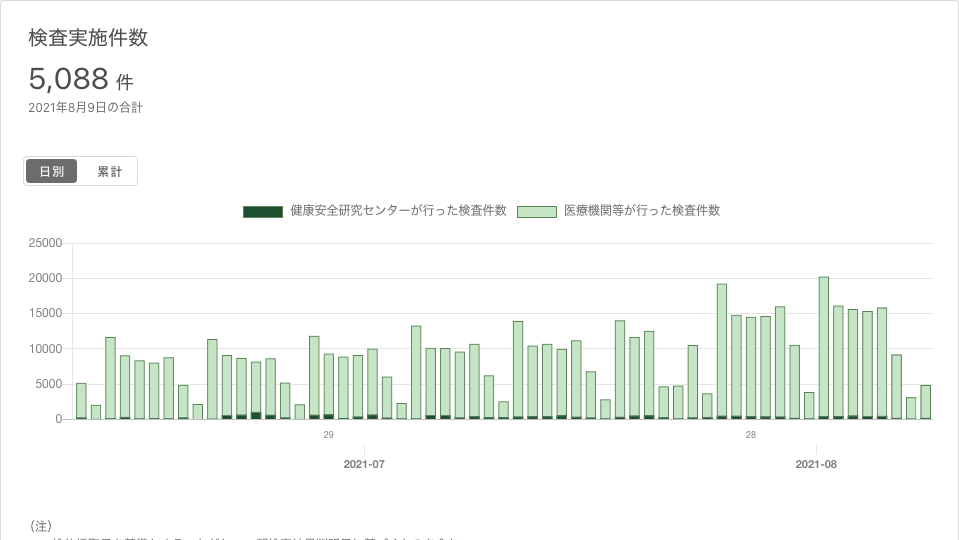 検査実施件数
5,088 件
2021年8月9日の合計
日別 累計
健康安全研究センターが行った検査件数 医療機関等が行った検査件数
25000
20000
15000
10000
5000
0
29 28
2021-07 2021-08
（注）